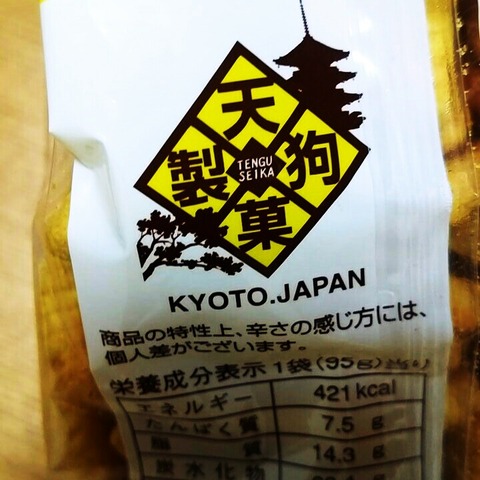 天狗製菓
TENGU
SEIKA
KYOTO.JAPAN
商品の特性上、辛さの感じ方には、
個人差がございます。
栄養成分表示 1袋(95g)当り
エネルギー 421kcal
たんぱく質 7.5 g
脂 質 14.3 g
炭水化物